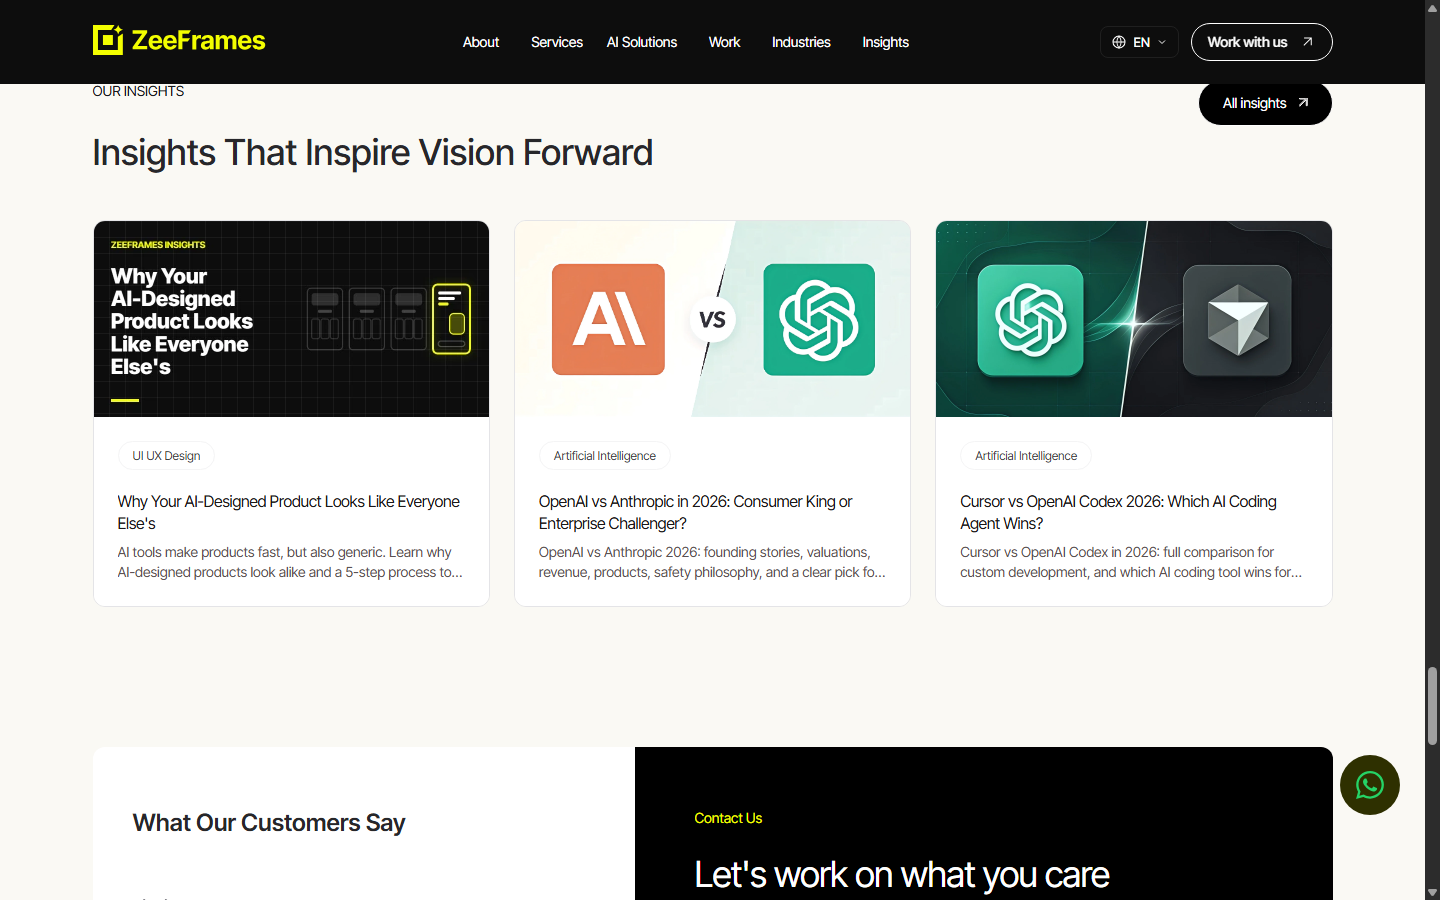 ZeeFrames
About
Services
AI Solutions
Work
Industries
Insights
EN
Work with us
OUR INSIGHTS
All insights
Insights That Inspire Vision Forward
ZEEFRAMES INSIGHTS
Why Your
AI-Designed
Product Looks
Like Everyone
Else's
UI UX Design
Why Your AI-Designed Product Looks Like Everyone
Else's
AI tools make products fast, but also generic. Learn why
AI-designed products look alike and a 5-step process to...
AI
VS
Artificial Intelligence
OpenAI vs Anthropic in 2026: Consumer King or
Enterprise Challenger?
OpenAI vs Anthropic 2026: founding stories, valuations,
revenue, products, safety philosophy, and a clear pick fo...
Artificial Intelligence
Cursor vs OpenAI Codex 2026: Which AI Coding
Agent Wins?
Cursor vs OpenAI Codex in 2026: full comparison for
custom development, and which AI coding tool wins for...
What Our Customers Say
Contact Us
Let's work on what you care